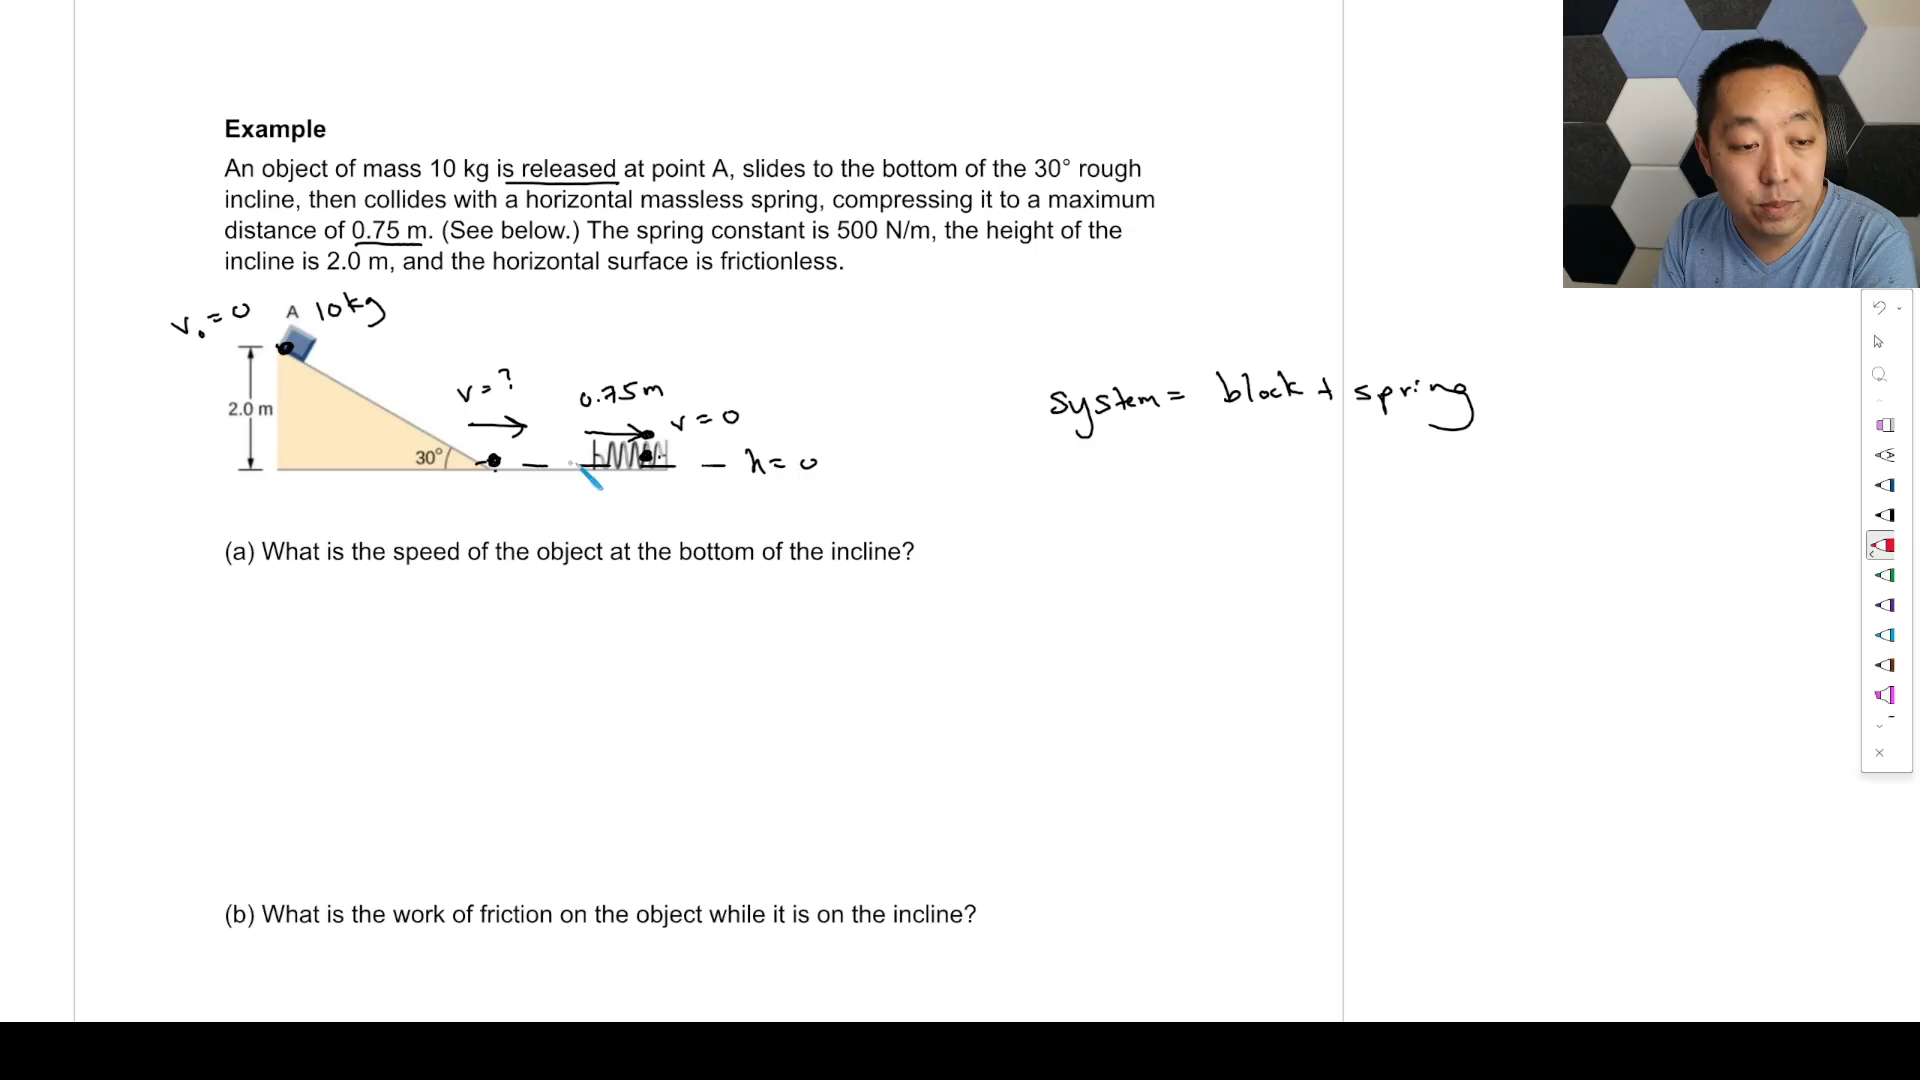 Example
An object of mass 10 kg is released at point A, slides to the bottom of the 30° rough
incline, then collides with a horizontal massless spring, compressing it to a maximum
distance of 0.75 m. (See below.) The spring constant is 500 N/m, the height of the
incline is 2.0 m, and the horizontal surface is frictionless.
v₀ = 0
A 10kg
v = ?
0.75m
v = 0
2.0 m
30°
h = 0
system = block + spring
(a) What is the speed of the object at the bottom of the incline?
(b) What is the work of friction on the object while it is on the incline?